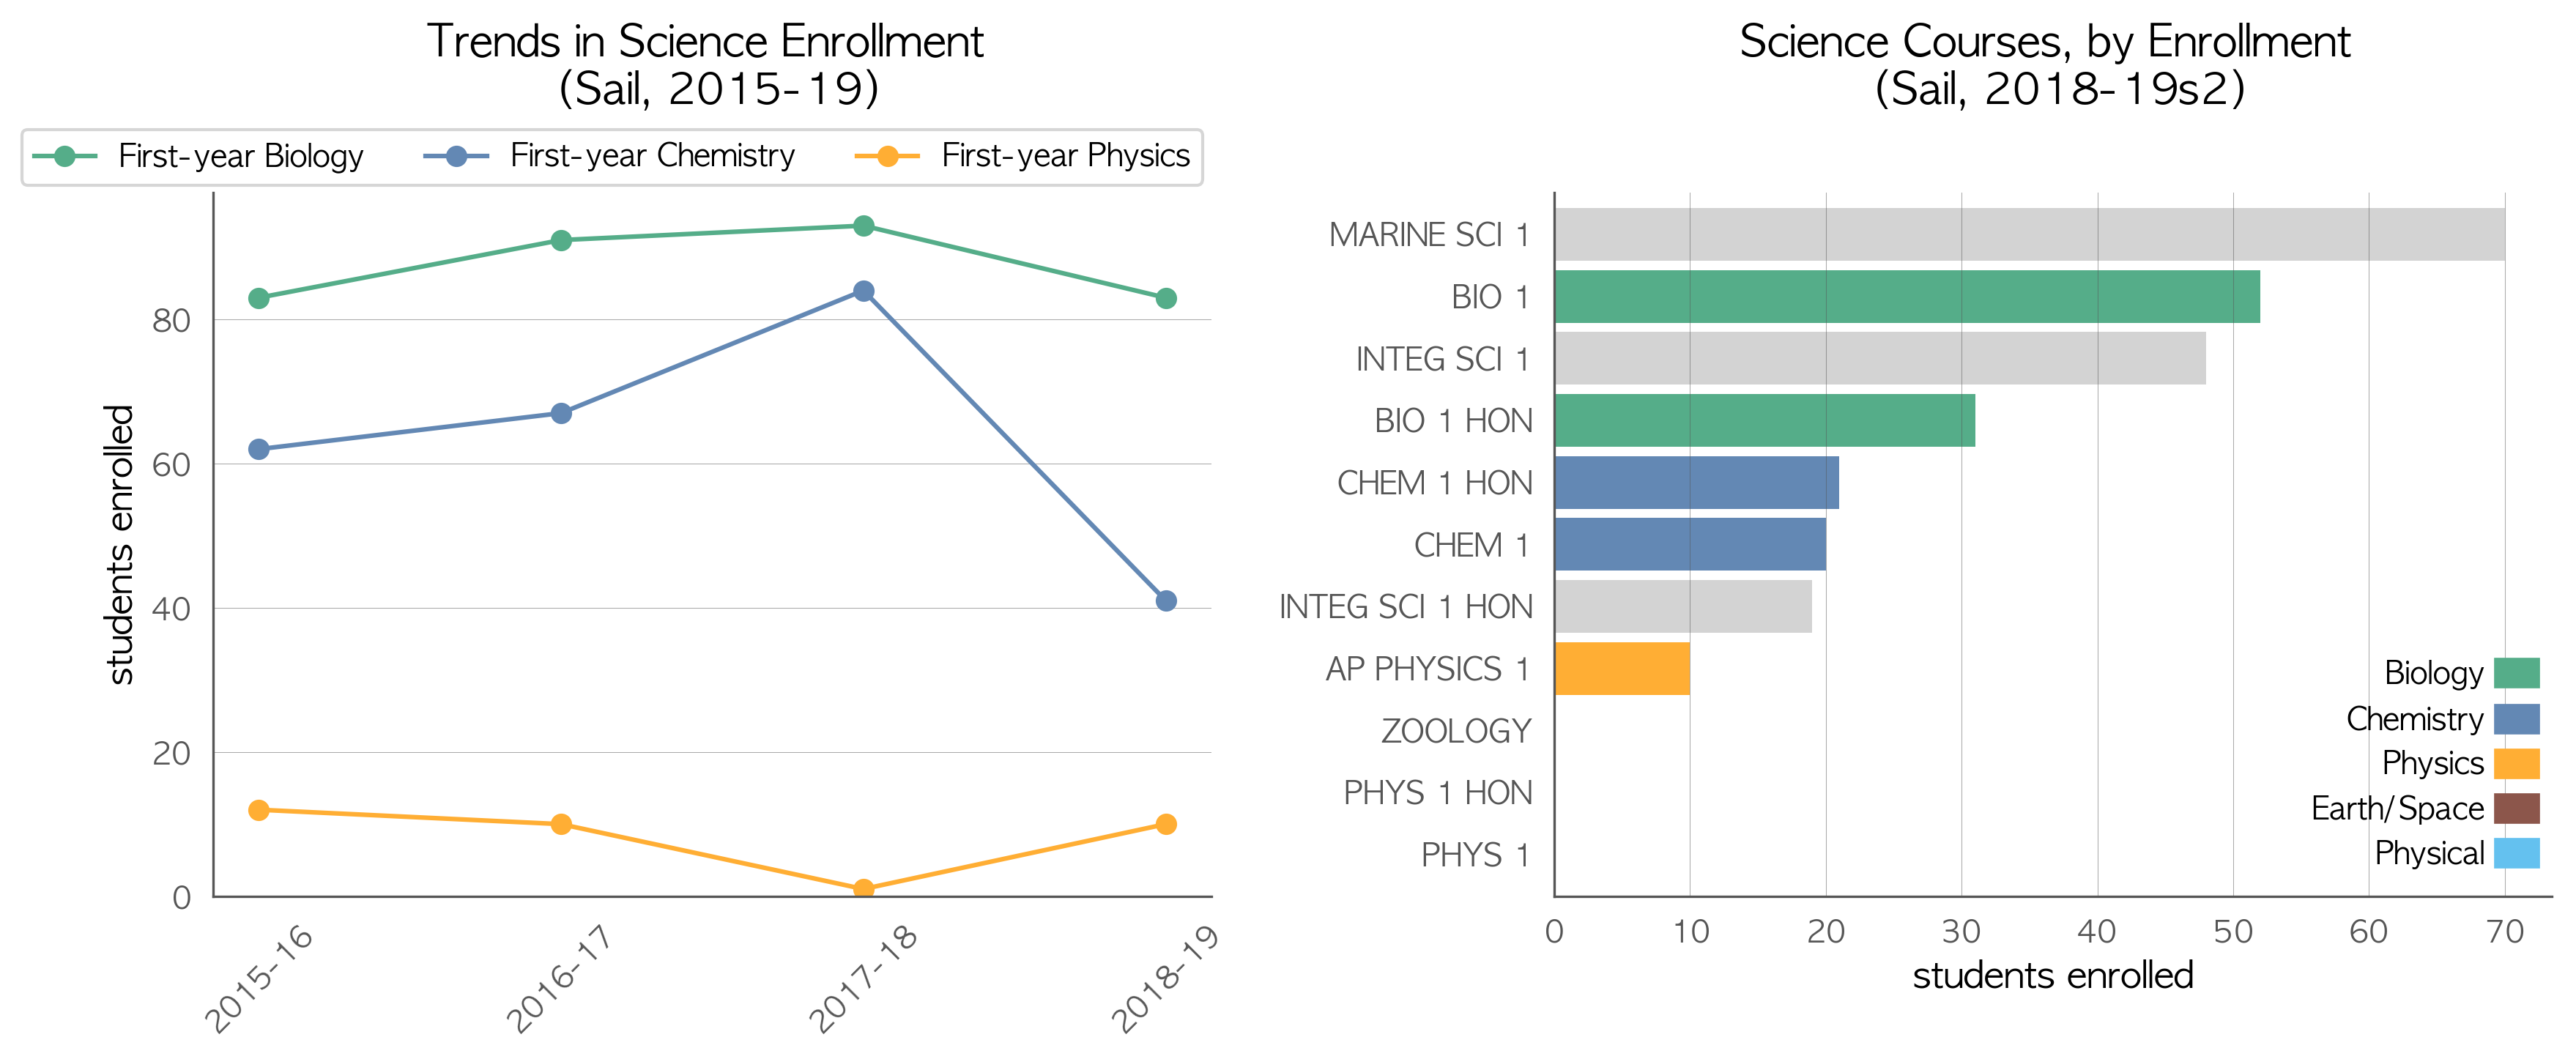 Trends in Science Enrollment
(Sail, 2015-19)
First-year Biology First-year Chemistry First-year Physics
students enrolled
80
60
40
20
0
2015-16
2016-17
2017-18
2018-19
Science Courses, by Enrollment
(Sail, 2018-19s2)
MARINE SCI 1
BIO 1
INTEG SCI 1
BIO 1 HON
CHEM 1 HON
CHEM 1
INTEG SCI 1 HON
AP PHYSICS 1
ZOOLOGY
PHYS 1 HON
PHYS 1
Biology
Chemistry
Physics
Earth/Space
Physical
0 10 20 30 40 50 60 70
students enrolled